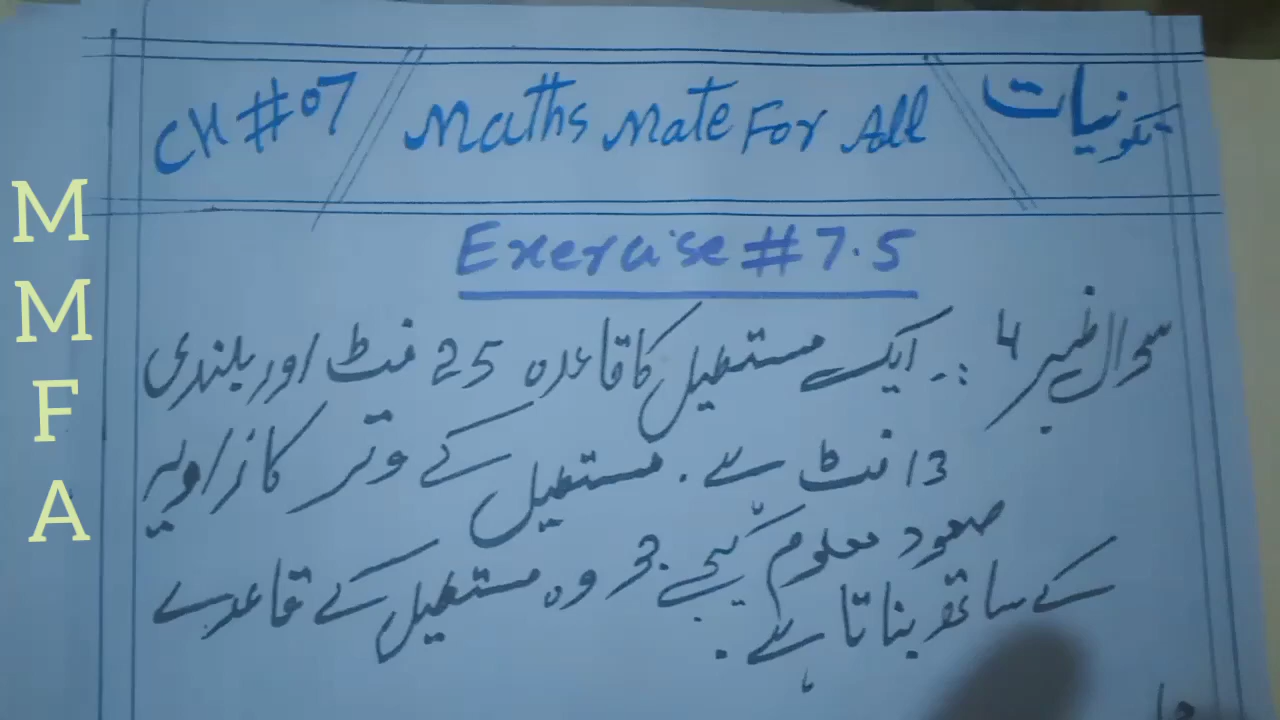 CH #07 Maths Mate For All تکونیات
Exercise # 7.5
سوال نمبر 4 :۔ ایک مستطیل کا قاعدہ 25 فٹ اور بلندی
13 فٹ ہے۔ مستطیل کے وتر کا زاویہ
صعود معلوم کیجیے جو وہ مستطیل کے قاعدے
کے ساتھ بناتا ہے۔
M
M
F
A